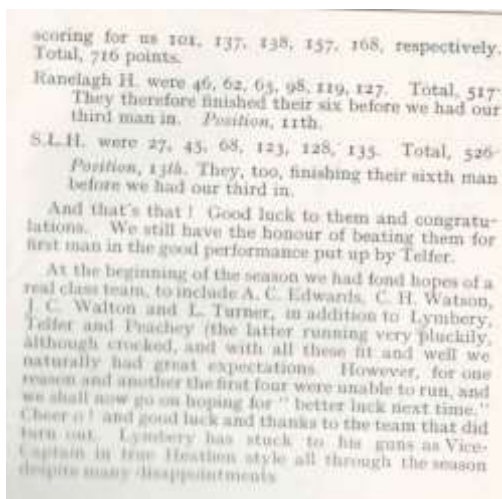 scoring for us 101, 137, 138, 157, 168, respectively.
Total, 716 points.
Ranelagh H. were 46, 62, 65, 98, 119, 127. Total, 517.
They therefore finished their six before we had our
third man in. Position, 11th.
S.L.H. were 27, 45, 68, 123, 128, 135. Total, 526.
Position, 13th. They, too, finishing their sixth man
before we had our third in.
And that's that! Good luck to them and congratu-
lations. We still have the honour of beating them for
first man in the good performance put up by Telfer.
At the beginning of the season we had fond hopes of a
real class team, to include A. C. Edwards, C. H. Watson,
J. C. Walton and L. Turner, in addition to Lymbery,
Telfer and Peachey (the latter running very pluckily,
although crocked, and with all these fit and well we
naturally had great expectations. However, for one
reason and another the first four were unable to run, and
we shall now go on hoping for "better luck next time."
Cheer o! and good luck and thanks to the team that did
turn out. Lymbery has stuck to his guns as Vice-
Captain in true Heathen style all through the season
despite many disappointments